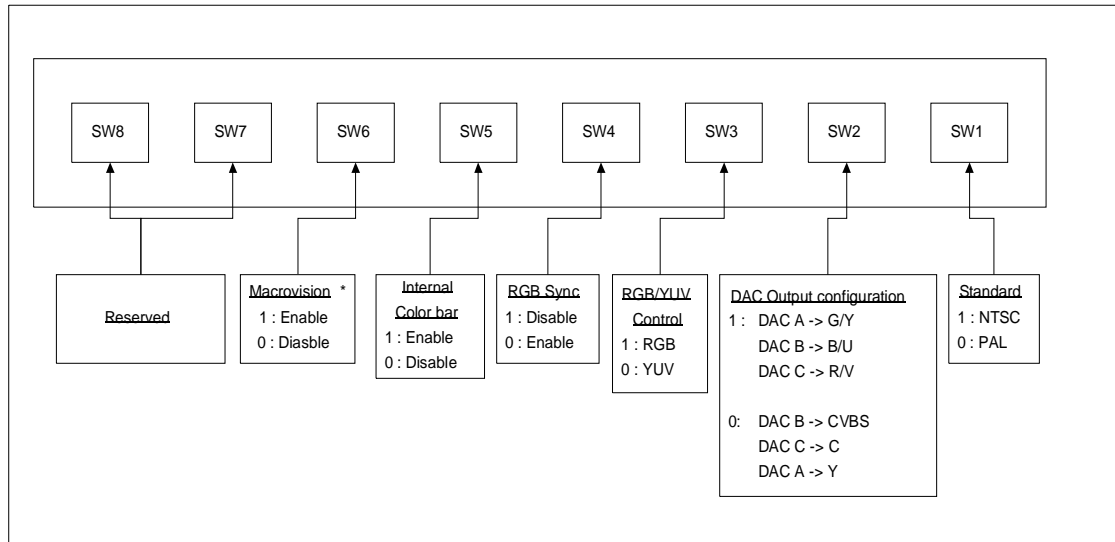 SW8 SW7 SW6 SW5 SW4 SW3 SW2 SW1
Reserved
Macrovision *
1 : Enable
0 : Diasble
Internal
Color bar
1 : Enable
0 : Disable
RGB Sync
1 : Disable
0 : Enable
RGB/YUV
Control
1 : RGB
0 : YUV
DAC Output configuration
1 : DAC A -> G/Y
DAC B -> B/U
DAC C -> R/V
0: DAC B -> CVBS
DAC C -> C
DAC A -> Y
Standard
1 : NTSC
0 : PAL